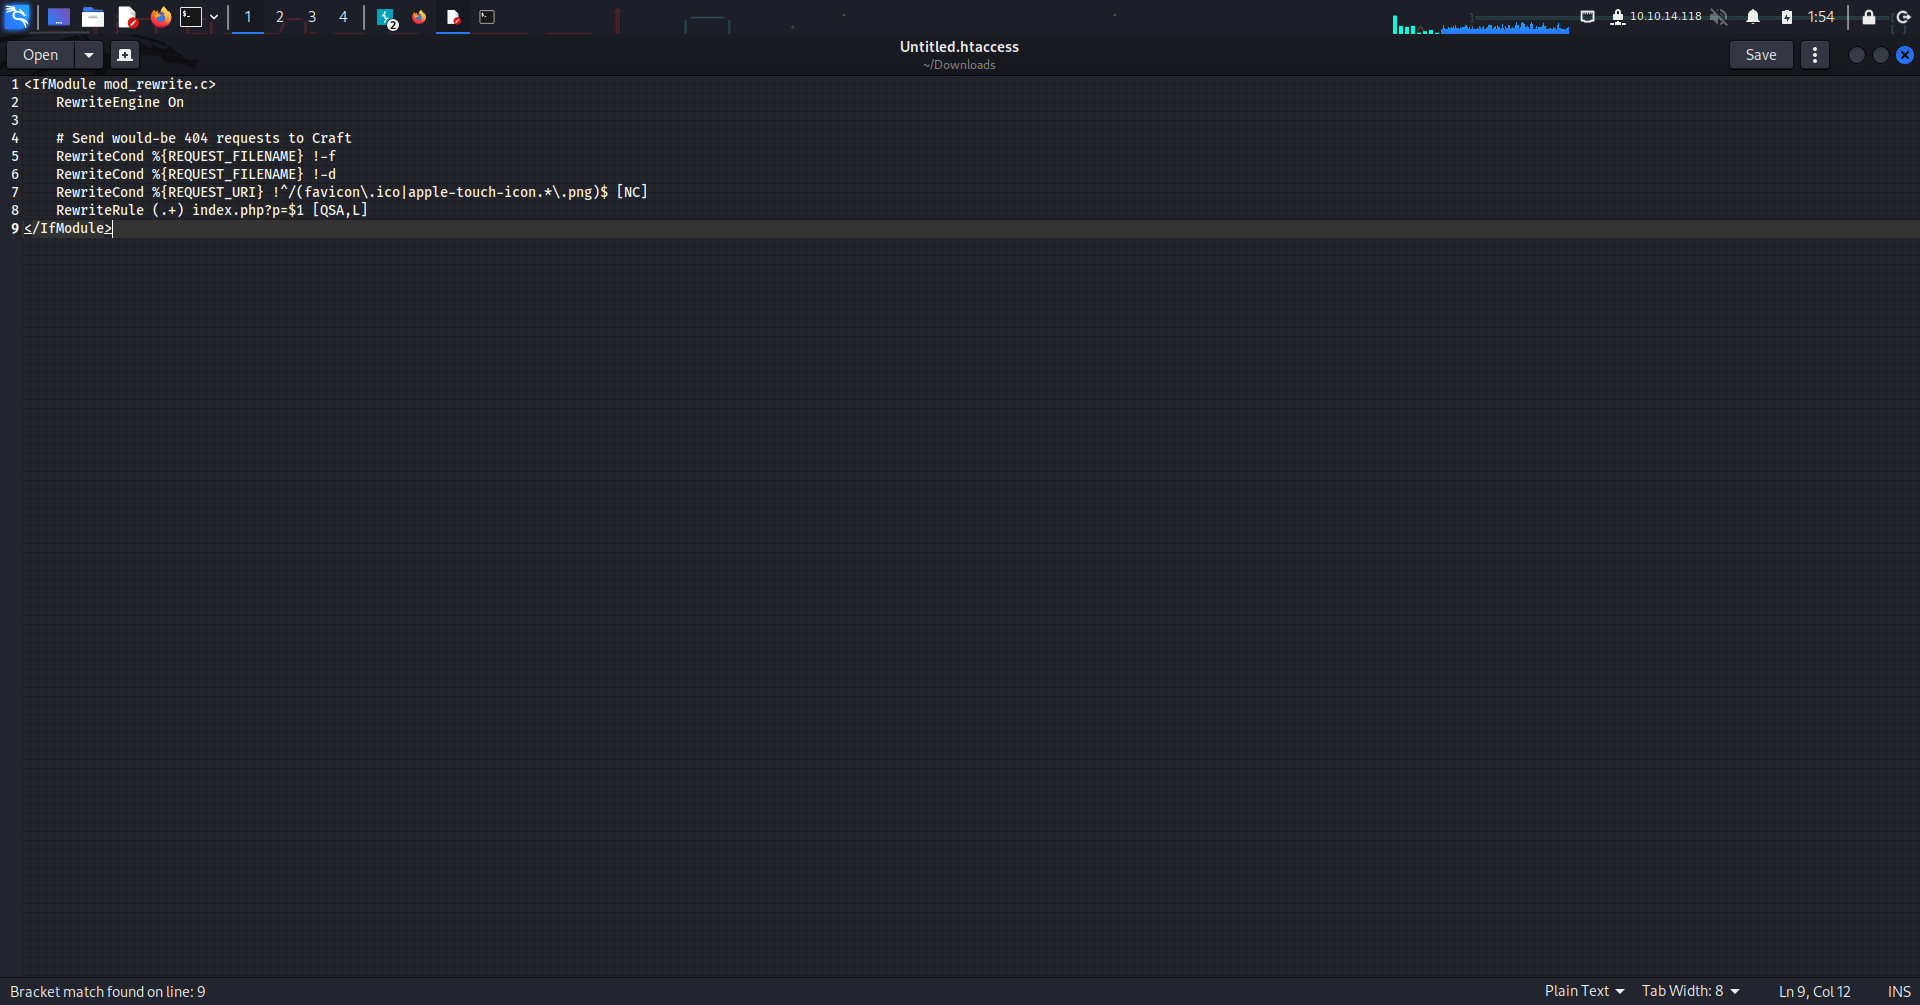 1 2 3 4 2 10.10.14.118 1:54
Open Untitled.htaccess Save
~/Downloads
1 <IfModule mod_rewrite.c>
2     RewriteEngine On
3
4     # Send would-be 404 requests to Craft
5     RewriteCond %{REQUEST_FILENAME} !-f
6     RewriteCond %{REQUEST_FILENAME} !-d
7     RewriteCond %{REQUEST_URI} !^/(favicon\.ico|apple-touch-icon.*\.png)$ [NC]
8     RewriteRule (.+) index.php?p=$1 [QSA,L]
9 </IfModule>
Bracket match found on line: 9 Plain Text Tab Width: 8 Ln 9, Col 12 INS